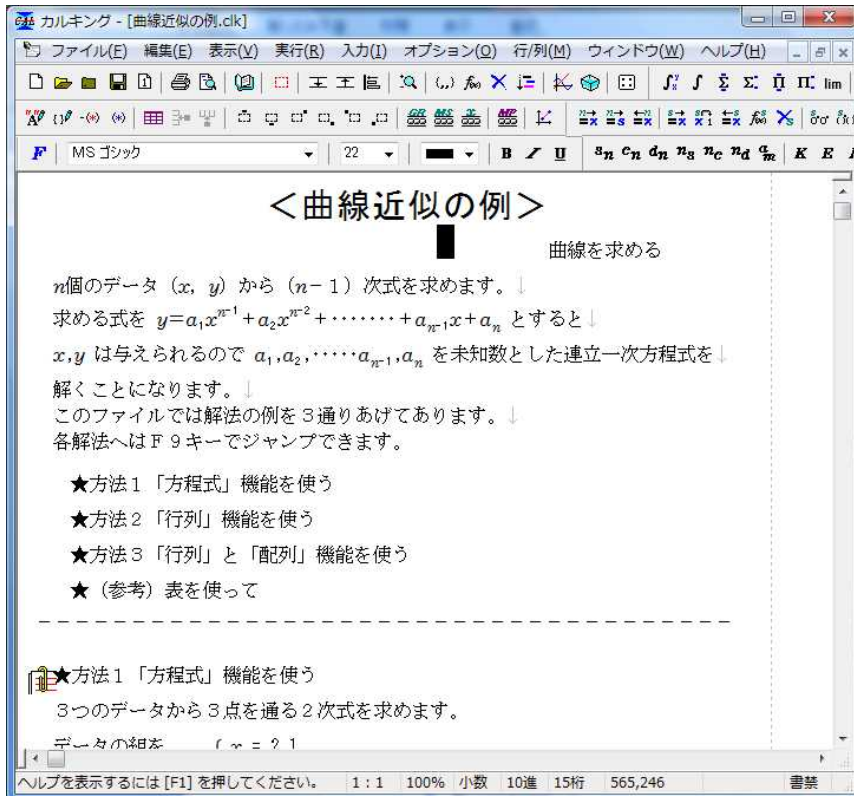 カルキング - [曲線近似の例.clk]
ファイル(F) 編集(E) 表示(V) 実行(R) 入力(I) オプション(O) 行/列(M) ウィンドウ(W) ヘルプ(H)
lim
F MS ゴシック 22 B I U sn cn dn ns nc nd am K E
＜曲線近似の例＞
曲線を求める
n個のデータ（x, y）から（n－1）次式を求めます。↓
求める式を y=a₁xⁿ⁻¹+a₂xⁿ⁻²+‥‥‥‥+aₙ₋₁x+aₙ とすると↓
x,y は与えられるので a₁,a₂,‥‥‥aₙ₋₁,aₙ を未知数とした連立一次方程式を↓
解くことになります。↓
このファイルでは解法の例を３通りあげてあります。↓
各解法へはＦ９キーでジャンプできます。
★方法１「方程式」機能を使う
★方法２「行列」機能を使う
★方法３「行列」と「配列」機能を使う
★（参考）表を使って
★方法１「方程式」機能を使う
３つのデータから３点を通る２次式を求めます。
データの組を
ヘルプを表示するには [F1] を押してください。 1 : 1 100% 小数 10進 15桁 565,246 書禁